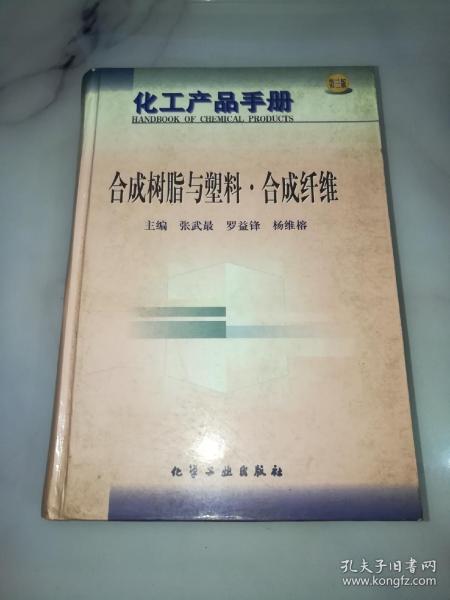 化工产品手册
第三版
HANDBOOK OF CHEMICAL PRODUCTS
合成树脂与塑料·合成纤维
主编 张武最 罗益锋 杨维榕
化学工业出版社
孔夫子旧书网
www.kongfz.com